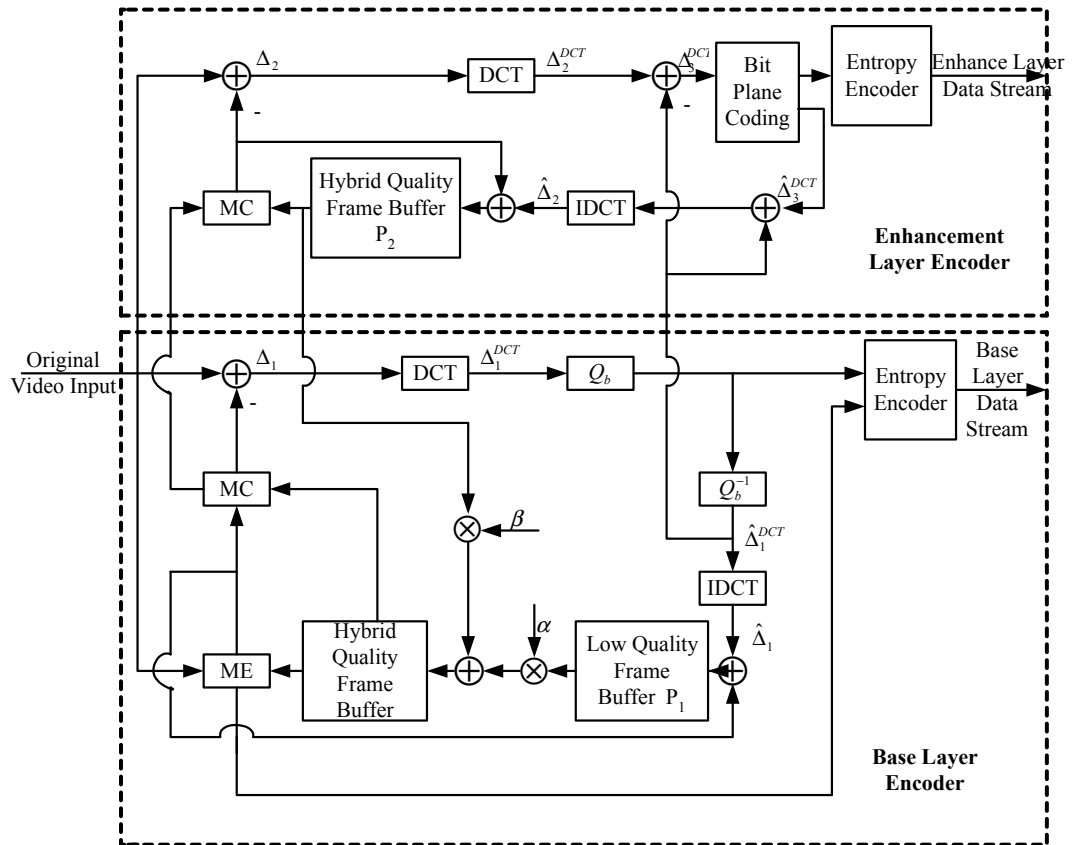 Δ₂
DCT
Δ₂^{DCT}
Δ₃^{DCT}
Bit
Plane
Coding
Entropy
Encoder
Enhance Layer
Data Stream
-
-
MC
Hybrid Quality
Frame Buffer
P₂
Δ̂₂
IDCT
Δ̂₃^{DCT}
Enhancement
Layer Encoder
Original
Video Input
Δ₁
DCT
Δ₁^{DCT}
Q_b
Entropy
Encoder
Base
Layer
Data
Stream
-
MC
β
Q_b^{-1}
Δ̂₁^{DCT}
IDCT
α
Δ̂₁
ME
Hybrid
Quality
Frame
Buffer
Low Quality
Frame
Buffer P₁
Base Layer
Encoder